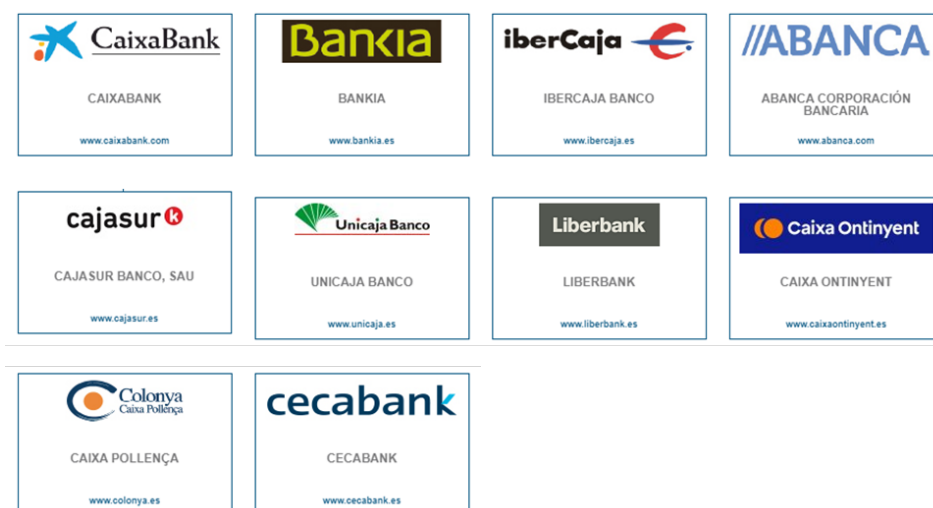 CaixaBank
CAIXABANK
www.caixabank.com
Bankia
BANKIA
www.bankia.es
iberCaja
IBERCAJA BANCO
www.ibercaja.es
//ABANCA
ABANCA CORPORACIÓN
BANCARIA
www.abanca.com
cajasur k
CAJASUR BANCO, SAU
www.cajasur.es
Unicaja Banco
UNICAJA BANCO
www.unicaja.es
Liberbank
LIBERBANK
www.liberbank.es
Caixa Ontinyent
CAIXA ONTINYENT
www.caixaontinyent.es
Colonya
Caixa Pollença
CAIXA POLLENÇA
www.colonya.es
cecabank
CECABANK
www.cecabank.es